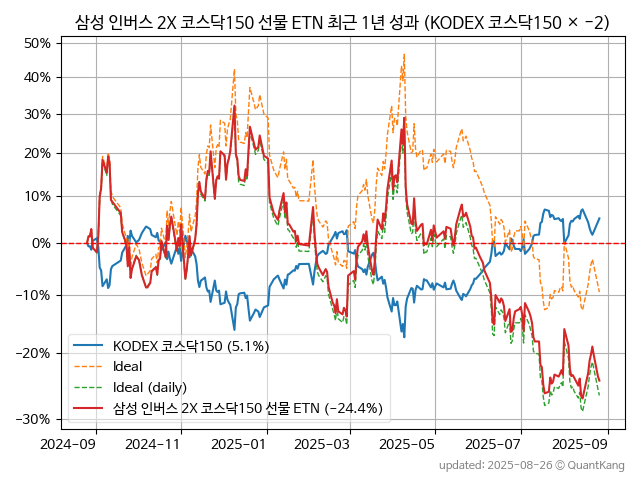 삼성 인버스 2X 코스닥150 선물 ETN 최근 1년 성과 (KODEX 코스닥150 × −2)
50%
40%
30%
20%
10%
0%
−10%
−20%
−30%
KODEX 코스닥150 (5.1%)
Ideal
Ideal (daily)
삼성 인버스 2X 코스닥150 선물 ETN (−24.4%)
2024-09 2024-11 2025-01 2025-03 2025-05 2025-07 2025-09
updated: 2025-08-26 © QuantKang